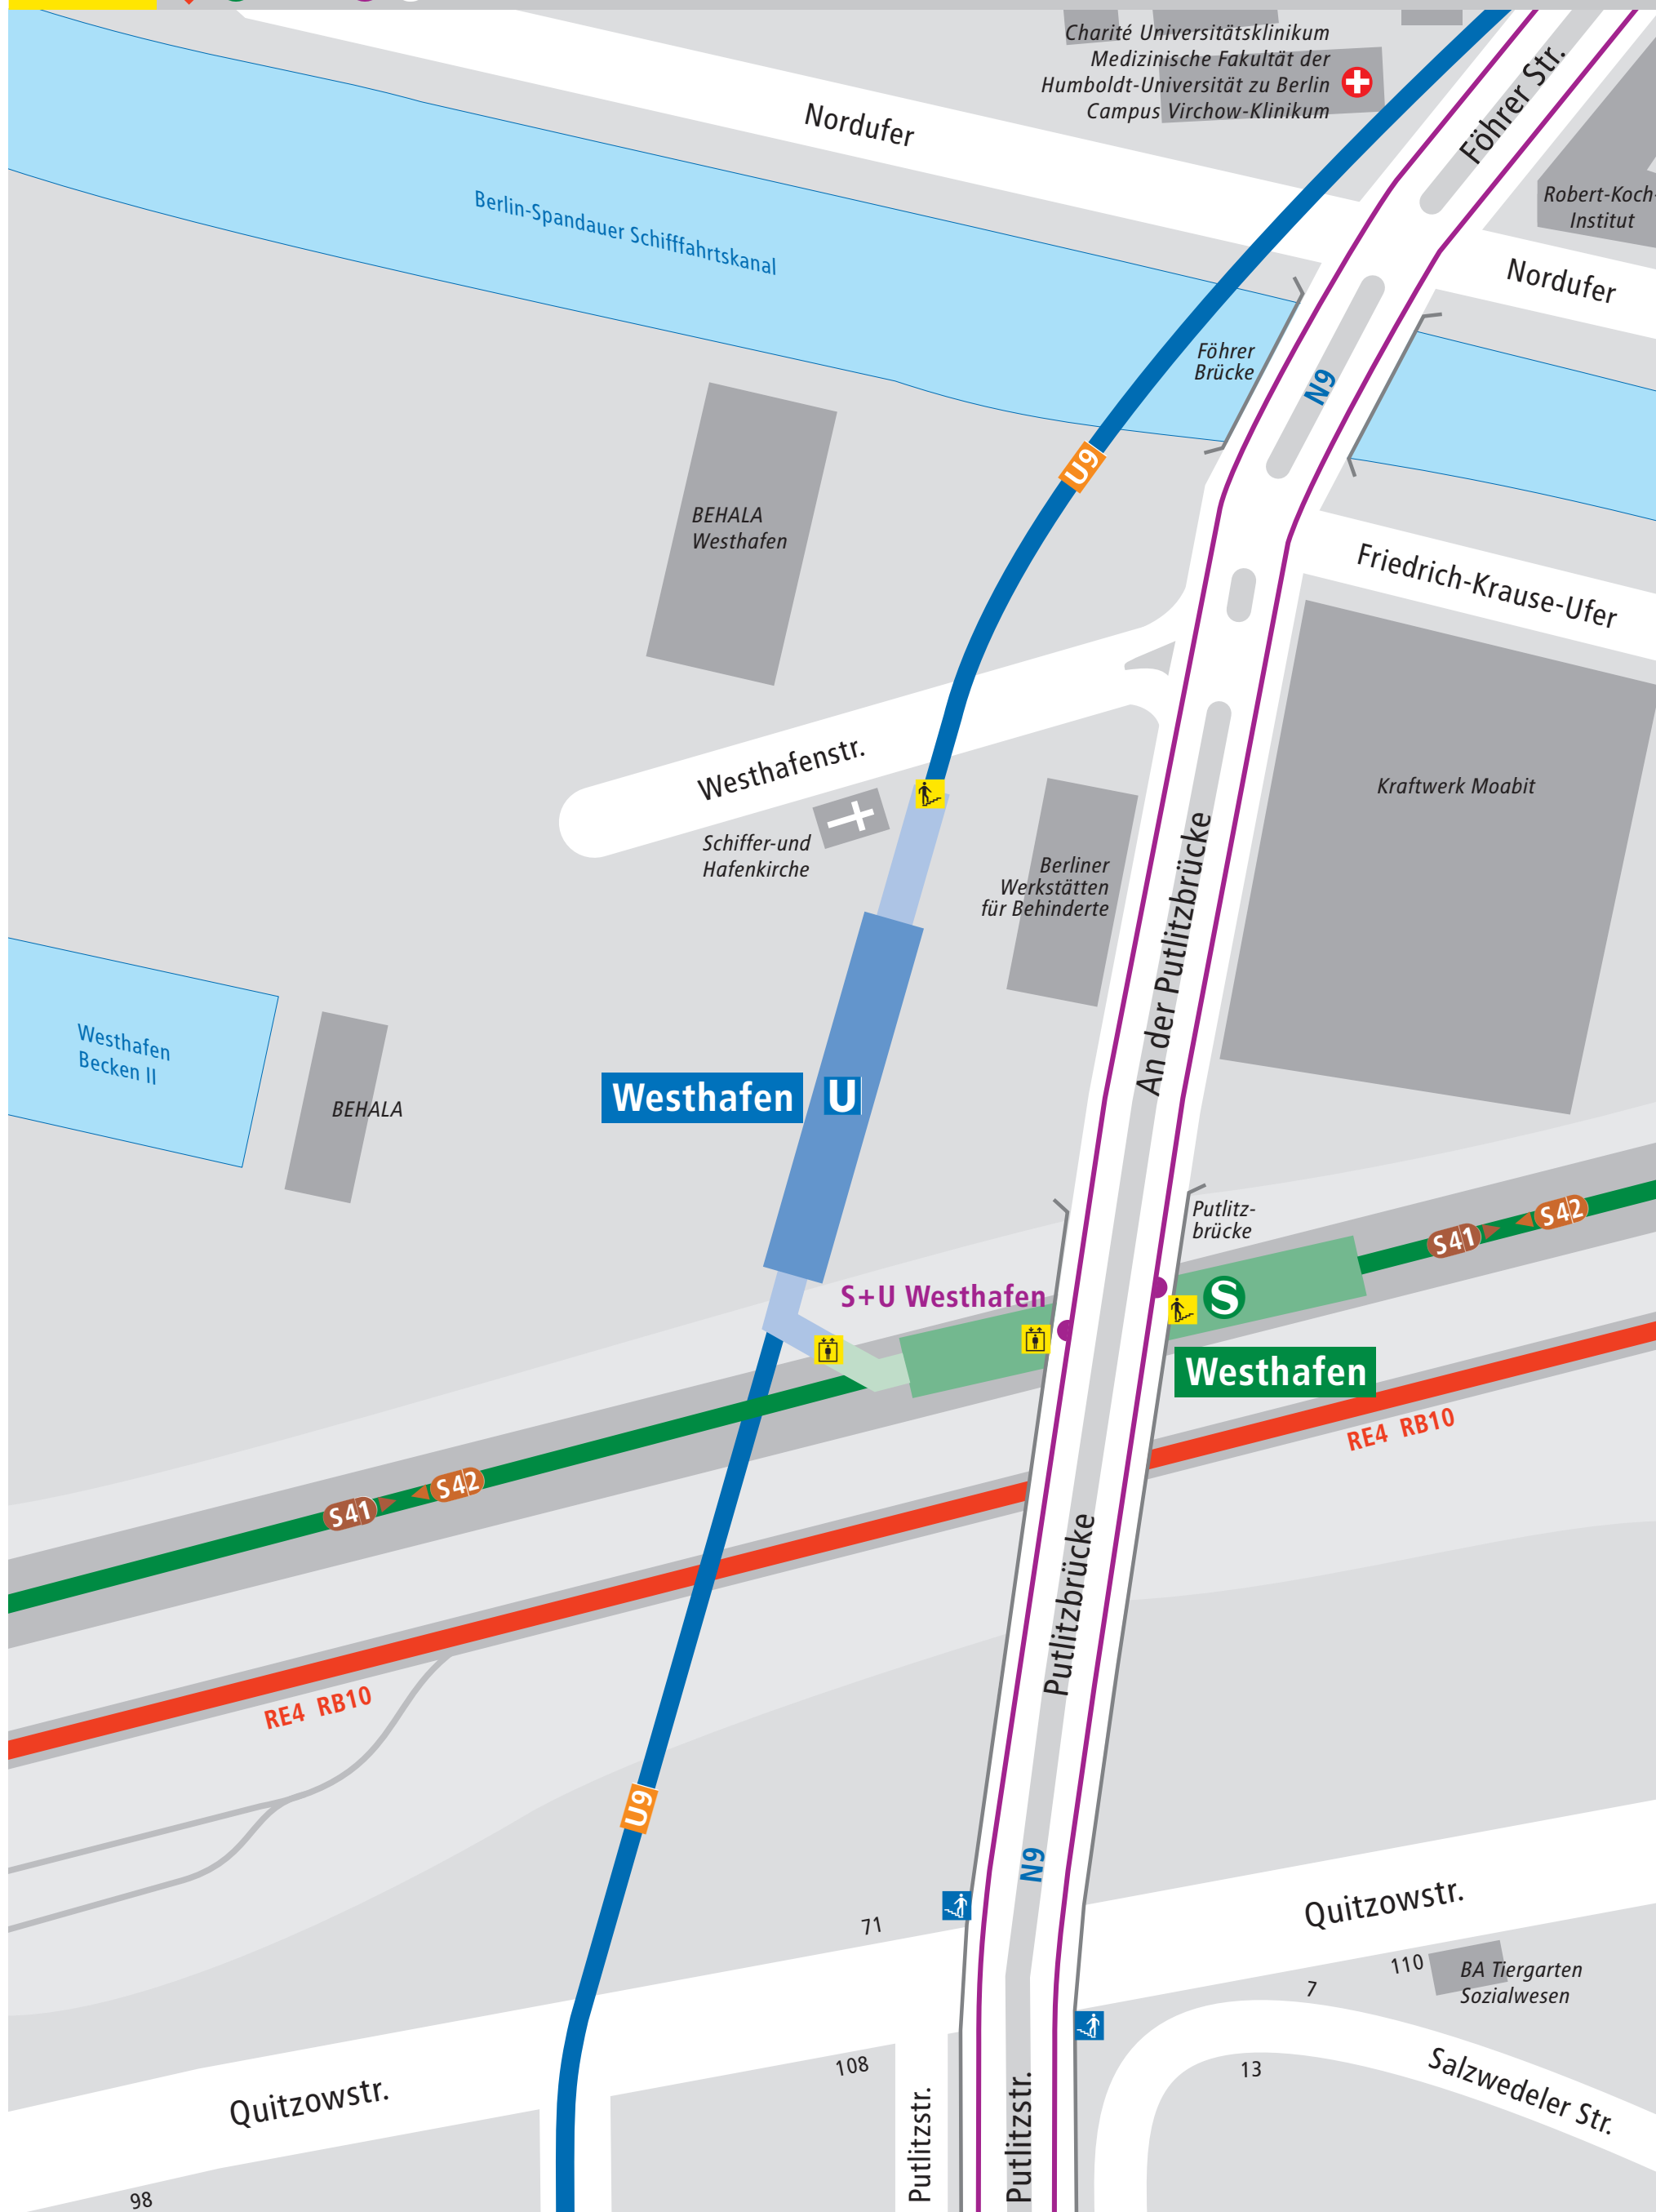 Charité Universitätsklinikum
Medizinische Fakultät der
Humboldt-Universität zu Berlin
Campus Virchow-Klinikum
Föhrer Str.
Nordufer
Robert-Koch-
Institut
Berlin-Spandauer Schifffahrtskanal
Nordufer
Föhrer
Brücke
N9
U9
BEHALA
Westhafen
Friedrich-Krause-Ufer
Westhafenstr.
Kraftwerk Moabit
Schiffer-und
Hafenkirche
Berliner
Werkstätten
für Behinderte
An der Putlitzbrücke
Westhafen
Becken II
BEHALA
Westhafen U
Putlitz-
brücke
S41 S42
S+U Westhafen
S
Westhafen
RE4 RB10
S41 S42
Putlitzbrücke
RE4 RB10
U9
N9
71
Quitzowstr.
110
BA Tiergarten
Sozialwesen
7
108
13
Salzwedeler Str.
Quitzowstr.
Putlitzstr.
Putlitzstr.
98